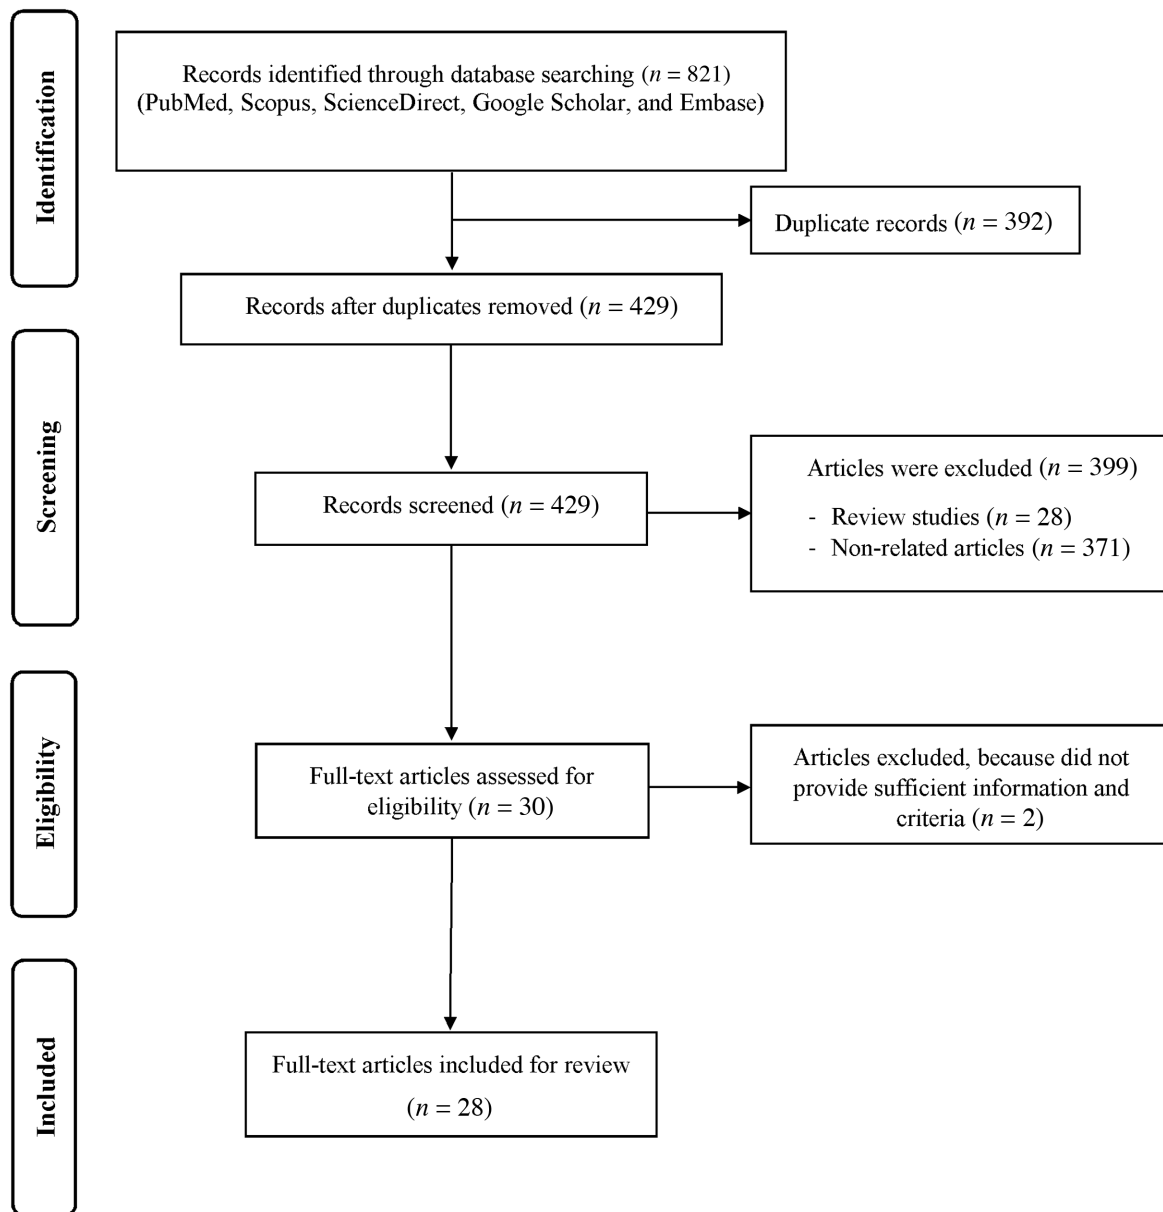 Identification
Records identified through database searching (n = 821)
(PubMed, Scopus, ScienceDirect, Google Scholar, and Embase)
Duplicate records (n = 392)
Records after duplicates removed (n = 429)
Screening
Records screened (n = 429)
Articles were excluded (n = 399)
- Review studies (n = 28)
- Non-related articles (n = 371)
Eligibility
Full-text articles assessed for
eligibility (n = 30)
Articles excluded, because did not
provide sufficient information and
criteria (n = 2)
Included
Full-text articles included for review
(n = 28)